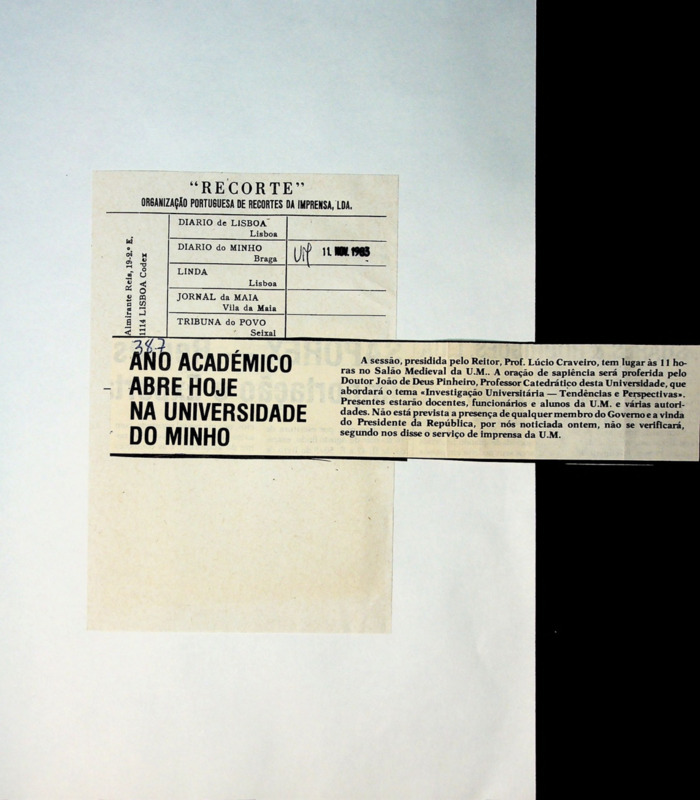 "RECORTE"
ORGANIZAÇÃO PORTUGUESA DE RECORTES DA IMPRENSA, LDA.
Almirante Reis, 19-2.º E.
1114 LISBOA Codex
DIARIO de LISBOA
Lisboa
DIARIO do MINHO
Braga
11 NOV. 1983
LINDA
Lisboa
JORNAL da MAIA
Vila da Maia
TRIBUNA do POVO
Seixal
387
ANO ACADÉMICO
ABRE HOJE
NA UNIVERSIDADE
DO MINHO
A sessão, presidida pelo Reitor, Prof. Lúcio Craveiro, tem lugar às 11 ho-
ras no Salão Medieval da U.M.. A oração de sapiência será proferida pelo
Doutor João de Deus Pinheiro, Professor Catedrático desta Universidade, que
abordará o tema «Investigação Universitária — Tendências e Perspectivas».
Presentes estarão docentes, funcionários e alunos da U.M. e várias autori-
dades. Não está prevista a presença de qualquer membro do Governo e a vinda
do Presidente da República, por nós noticiada ontem, não se verificará,
segundo nos disse o serviço de imprensa da U.M.